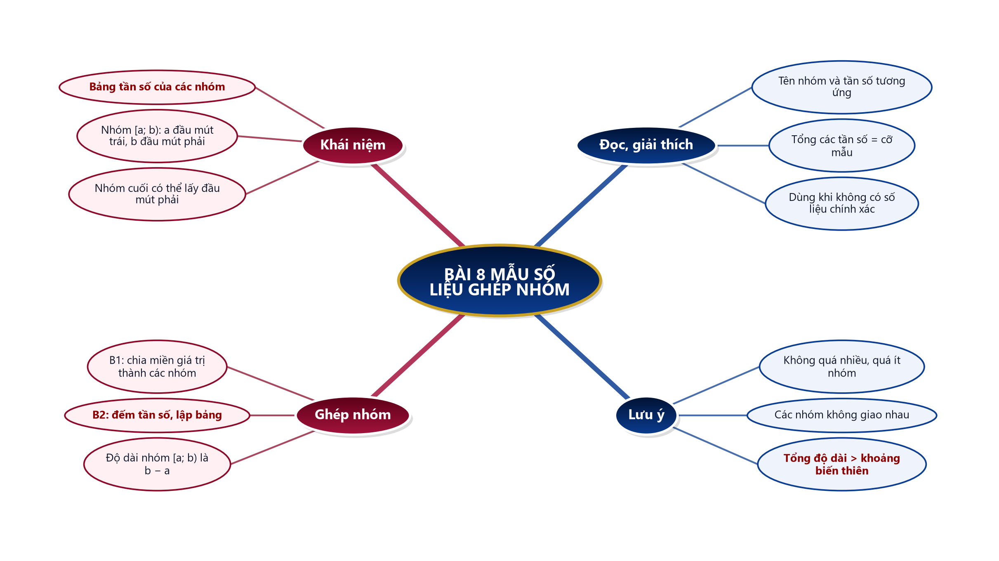 BÀI 8 MẪU SỐ
LIỆU GHÉP NHÓM
Khái niệm
Bảng tần số của các nhóm
Nhóm [a; b): a đầu mút
trái, b đầu mút phải
Nhóm cuối có thể lấy đầu
mút phải
Đọc, giải thích
Tên nhóm và tần số tương
ứng
Tổng các tần số = cỡ
mẫu
Dùng khi không có số
liệu chính xác
Ghép nhóm
B1: chia miền giá trị
thành các nhóm
B2: đếm tần số, lập bảng
Độ dài nhóm [a; b) là
b − a
Lưu ý
Không quá nhiều, quá ít
nhóm
Các nhóm không giao nhau
Tổng độ dài > khoảng
biến thiên